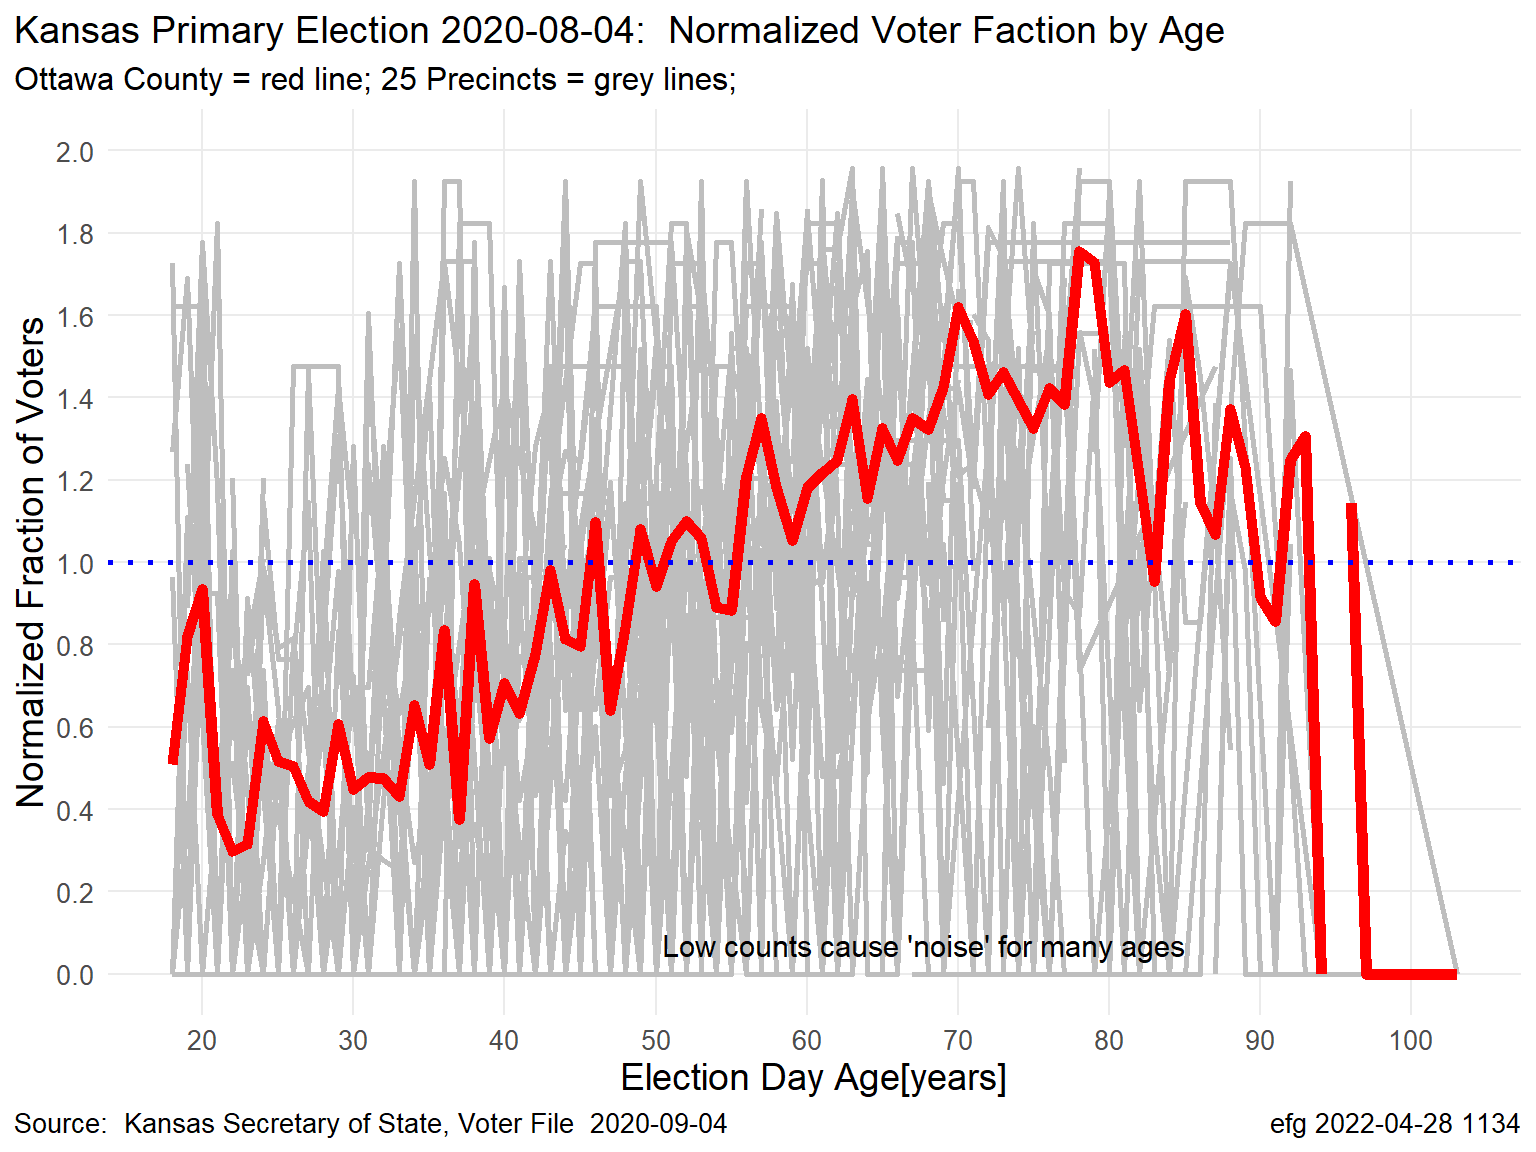 Kansas Primary Election 2020-08-04:  Normalized Voter Faction by Age
Ottawa County = red line; 25 Precincts = grey lines;
Normalized Fraction of Voters
2.0
1.8
1.6
1.4
1.2
1.0
0.8
0.6
0.4
0.2
0.0
Low counts cause 'noise' for many ages
20 30 40 50 60 70 80 90 100
Election Day Age[years]
Source:  Kansas Secretary of State, Voter File  2020-09-04
efg 2022-04-28 1134